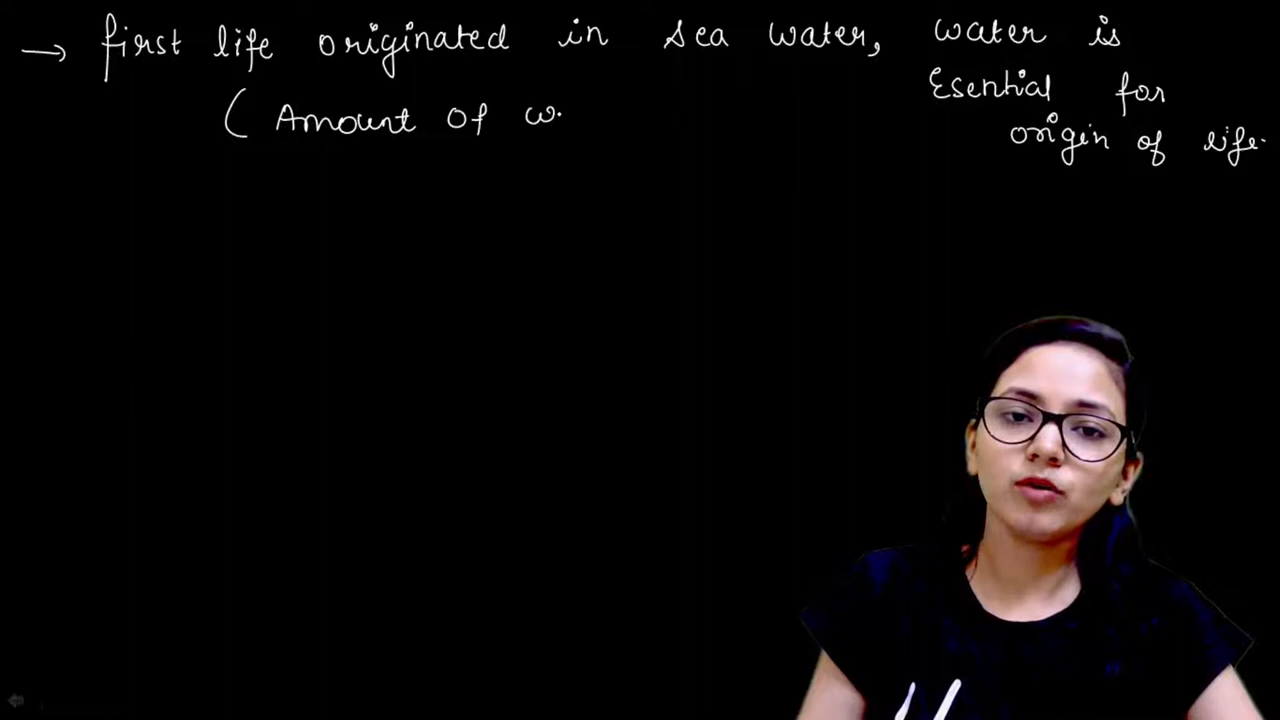 → first life originated in sea water, water is
Esential for
origin of life.
( Amount of w